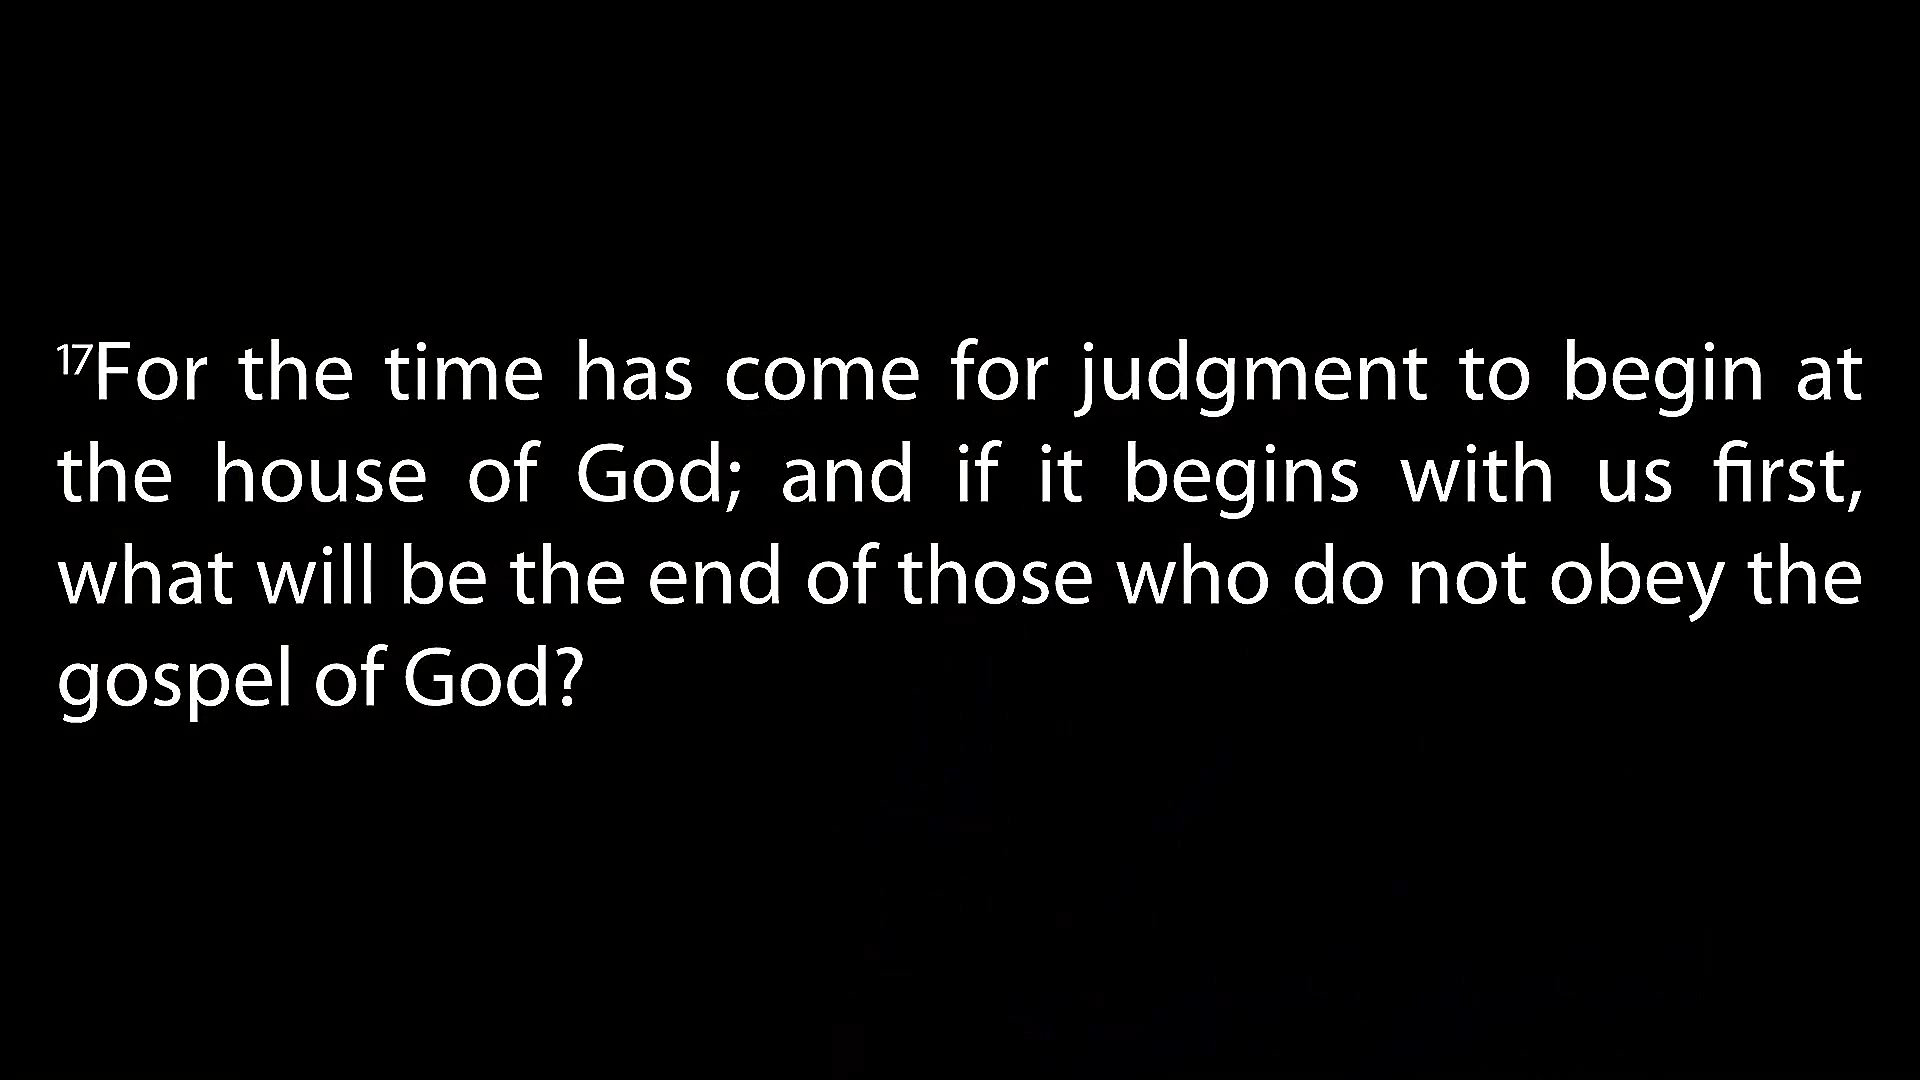 ¹⁷For the time has come for judgment to begin at
the house of God; and if it begins with us first,
what will be the end of those who do not obey the
gospel of God?